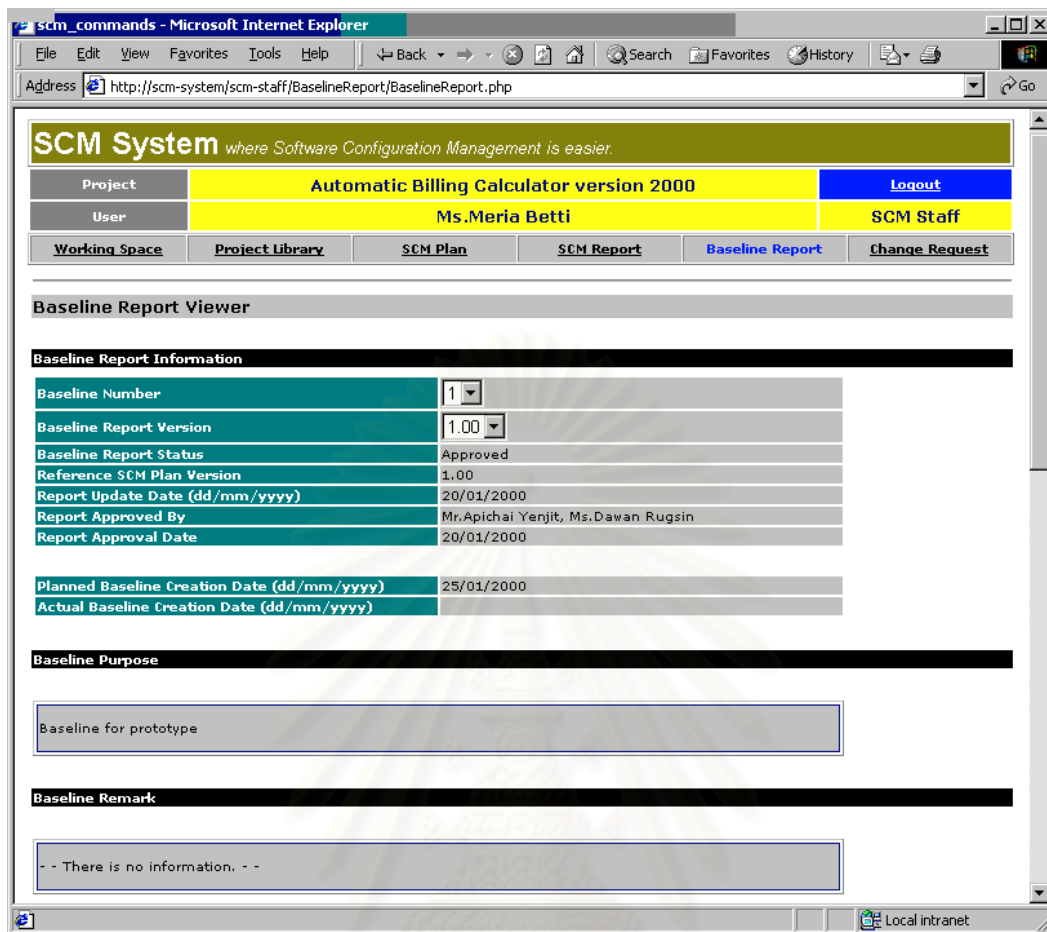 scm_commands - Microsoft Internet Explorer
File Edit View Favorites Tools Help Back Search Favorites History
Address http://scm-system/scm-staff/BaselineReport/BaselineReport.php Go
SCM System where Software Configuration Management is easier.
Project Automatic Billing Calculator version 2000 Logout
User Ms.Meria Betti SCM Staff
Working Space Project Library SCM Plan SCM Report Baseline Report Change Request
Baseline Report Viewer
Baseline Report Information
Baseline Number 1
Baseline Report Version 1.00
Baseline Report Status Approved
Reference SCM Plan Version 1.00
Report Update Date (dd/mm/yyyy) 20/01/2000
Report Approved By Mr.Apichai Yenjit, Ms.Dawan Rugsin
Report Approval Date 20/01/2000
Planned Baseline Creation Date (dd/mm/yyyy) 25/01/2000
Actual Baseline Creation Date (dd/mm/yyyy)
Baseline Purpose
Baseline for prototype
Baseline Remark
- - There is no information. - -
Local intranet